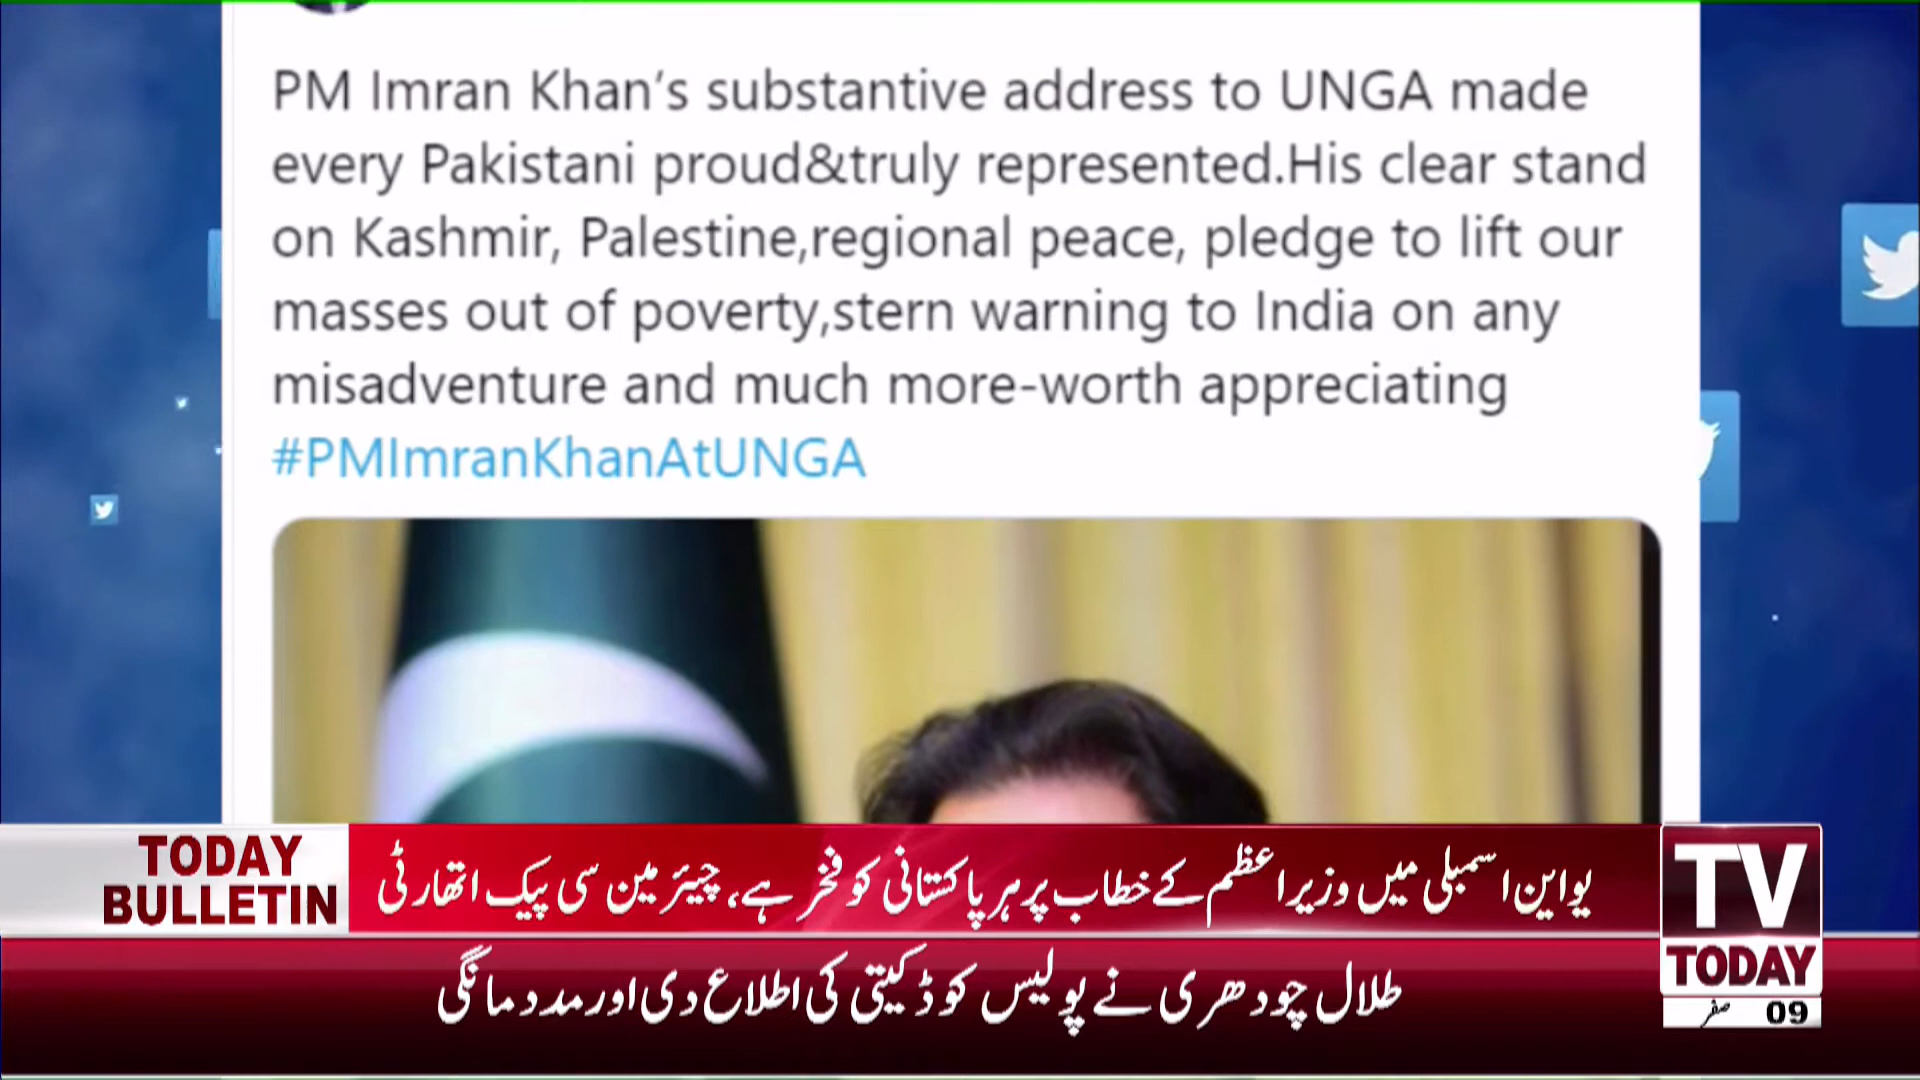 PM Imran Khan's substantive address to UNGA made
every Pakistani proud&truly represented.His clear stand
on Kashmir, Palestine,regional peace, pledge to lift our
masses out of poverty,stern warning to India on any
misadventure and much more-worth appreciating
#PMImranKhanAtUNGA
TODAY
BULLETIN
یو این اسمبلی میں وزیراعظم کے خطاب پر ہر پاکستانی کو فخر ہے، چیئرمین سی پیک اتھارٹی
طلال چودھری نے پولیس کو ڈکیتی کی اطلاع دی اور مدد مانگی
TV
TODAY
09 صفر